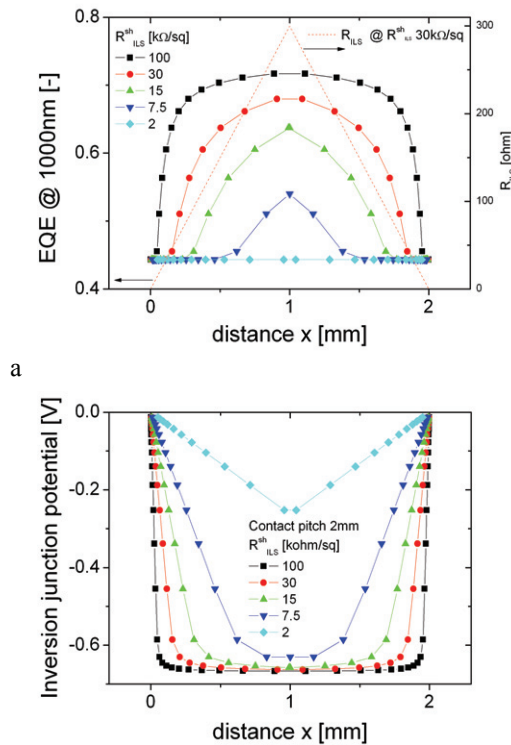 R^sh_ILS [kΩ/sq]
100
30
15
7.5
2
R_ILS @ R^sh_ILS 30kΩ/sq
EQE @ 1000nm [-]
0.8
0.6
0.4
300
200
100
0
[ohm]
0
1
2
distance x [mm]
a
Inversion junction potential [V]
0.0
-0.2
-0.4
-0.6
Contact pitch 2mm
R^sh_ILS [kohm/sq]
100
30
15
7.5
2
0
1
2
distance x [mm]